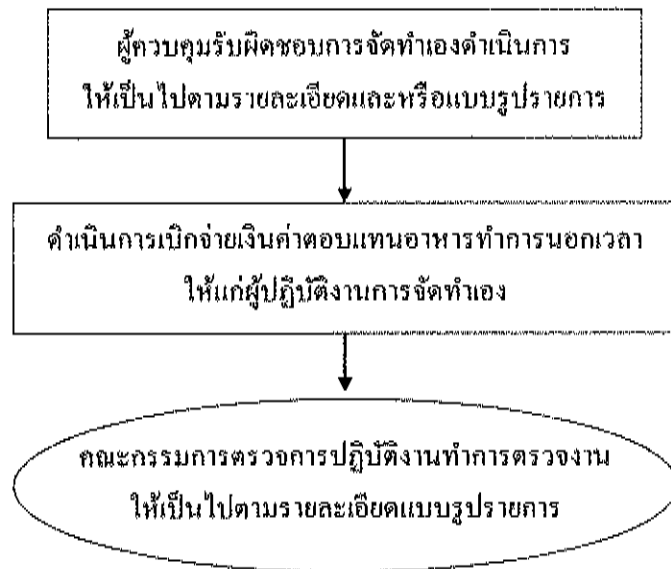 ผู้ควบคุมรับผิดชอบการจัดทำเองดำเนินการ
ให้เป็นไปตามรายละเอียดและหรือแบบรูปรายการ
ดำเนินการเบิกจ่ายเงินค่าตอบแทนอาหารทำการนอกเวลา
ให้แก่ผู้ปฏิบัติงานการจัดทำเอง
คณะกรรมการตรวจการปฏิบัติงานทำการตรวจงาน
ให้เป็นไปตามรายละเอียดแบบรูปรายการ